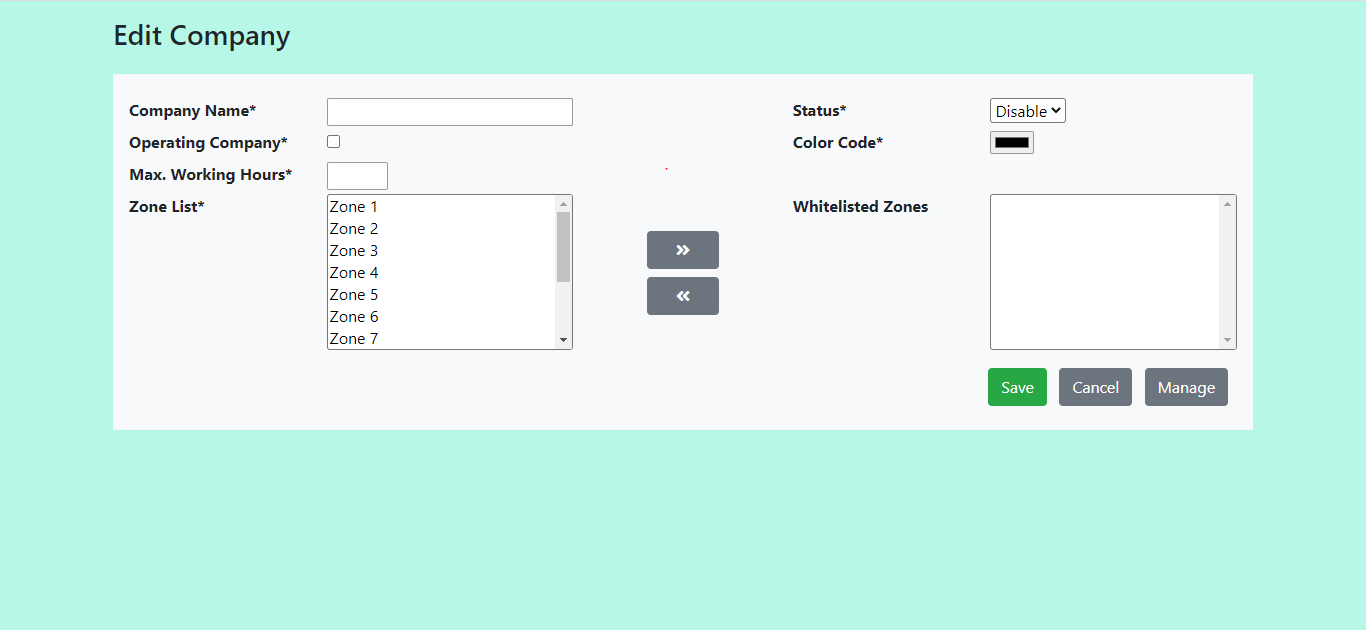 Edit Company
Company Name*
Status*
Disable
Operating Company*
Color Code*
Max. Working Hours*
Zone List*
Zone 1
Zone 2
Zone 3
Zone 4
Zone 5
Zone 6
Zone 7
»
«
Whitelisted Zones
Save
Cancel
Manage